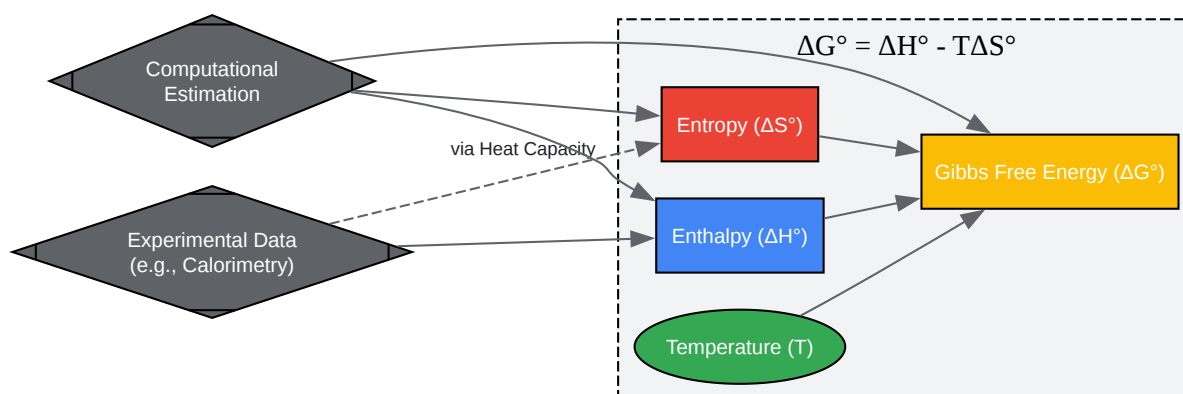 ΔG° = ΔH° - TΔS°
Computational
Estimation
Entropy (ΔS°)
via Heat Capacity
Gibbs Free Energy (ΔG°)
Experimental Data
(e.g., Calorimetry)
Enthalpy (ΔH°)
Temperature (T)